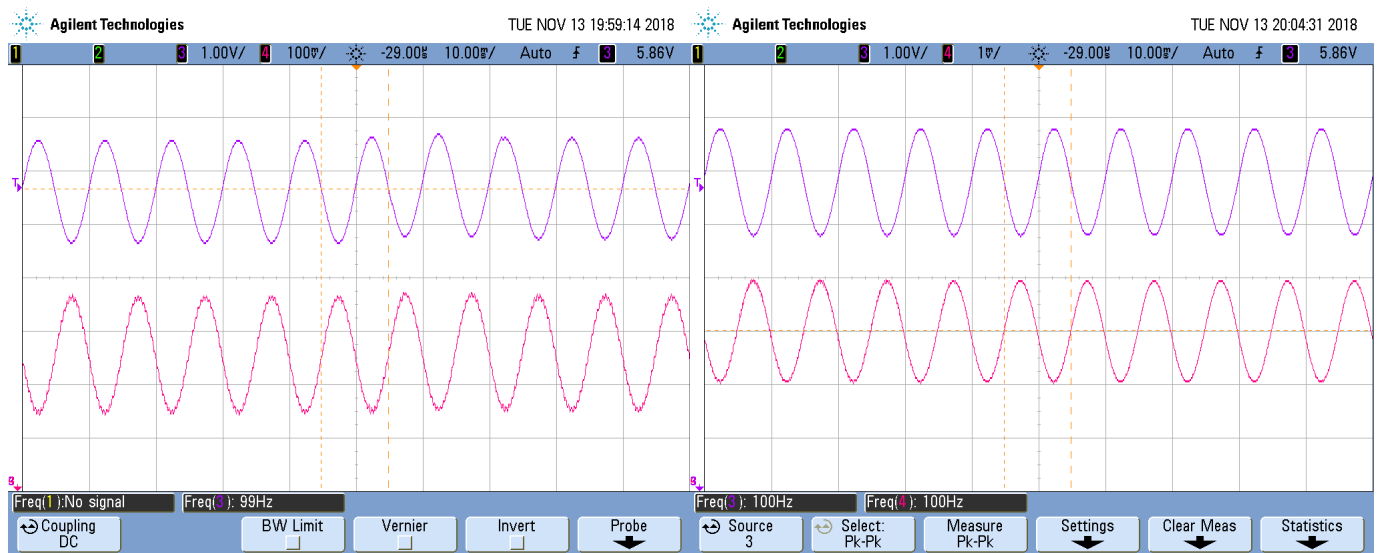 Agilent Technologies TUE NOV 13 19:59:14 2018
1 2 3 1.00V/ 4 100mV/ -29.00µs 10.00ms/ Auto 3 5.86V
T
Freq(1):No signal Freq(3): 99Hz
Coupling BW Limit Vernier Invert Probe
DC
Agilent Technologies TUE NOV 13 20:04:31 2018
1 2 3 1.00V/ 4 1mV/ -29.00µs 10.00ms/ Auto 3 5.86V
T
Freq(3): 100Hz Freq(4): 100Hz
Source Select: Measure Settings Clear Meas Statistics
3 Pk-Pk Pk-Pk